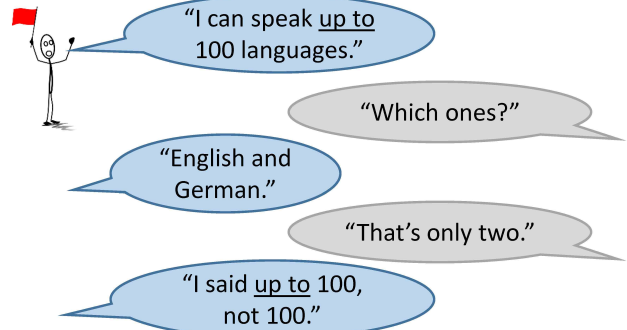 “I can speak up to
100 languages.”
“Which ones?”
“English and
German.”
“That’s only two.”
“I said up to 100,
not 100.”